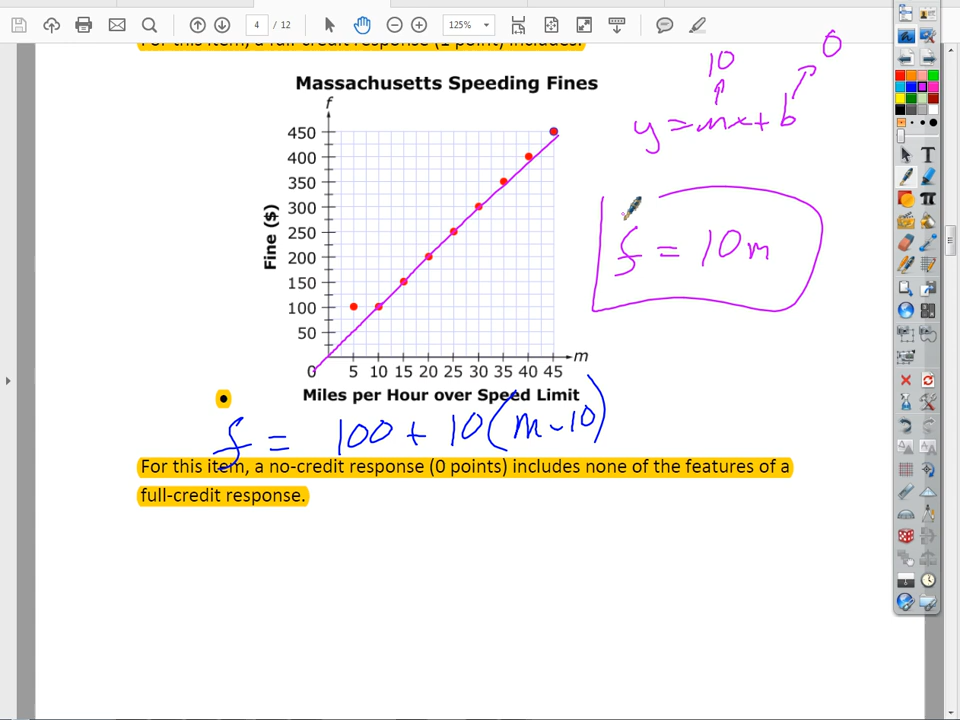 4 / 12
125%
For this item, a full-credit response (1 point) includes:
Massachusetts Speeding Fines
f
450
400
350
300
250
200
150
100
50
0
Fine ($)
5 10 15 20 25 30 35 40 45
m
Miles per Hour over Speed Limit
10
0
y = mx + b
f = 10m
f = 100 + 10(m - 10)
For this item, a no-credit response (0 points) includes none of the features of a
full-credit response.
T